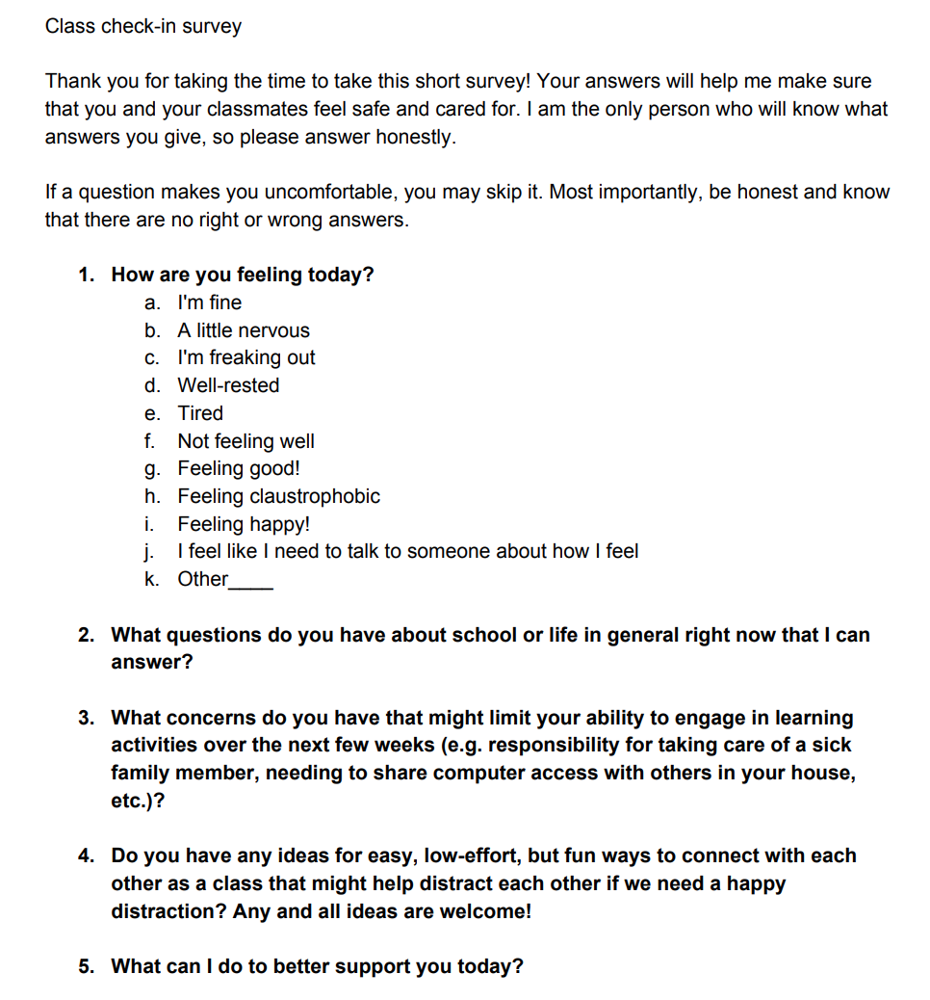 Class check-in survey
Thank you for taking the time to take this short survey! Your answers will help me make sure
that you and your classmates feel safe and cared for. I am the only person who will know what
answers you give, so please answer honestly.
If a question makes you uncomfortable, you may skip it. Most importantly, be honest and know
that there are no right or wrong answers.
1. How are you feeling today?
a. I'm fine
b. A little nervous
c. I'm freaking out
d. Well-rested
e. Tired
f. Not feeling well
g. Feeling good!
h. Feeling claustrophobic
i. Feeling happy!
j. I feel like I need to talk to someone about how I feel
k. Other____
2. What questions do you have about school or life in general right now that I can
answer?
3. What concerns do you have that might limit your ability to engage in learning
activities over the next few weeks (e.g. responsibility for taking care of a sick
family member, needing to share computer access with others in your house,
etc.)?
4. Do you have any ideas for easy, low-effort, but fun ways to connect with each
other as a class that might help distract each other if we need a happy
distraction? Any and all ideas are welcome!
5. What can I do to better support you today?